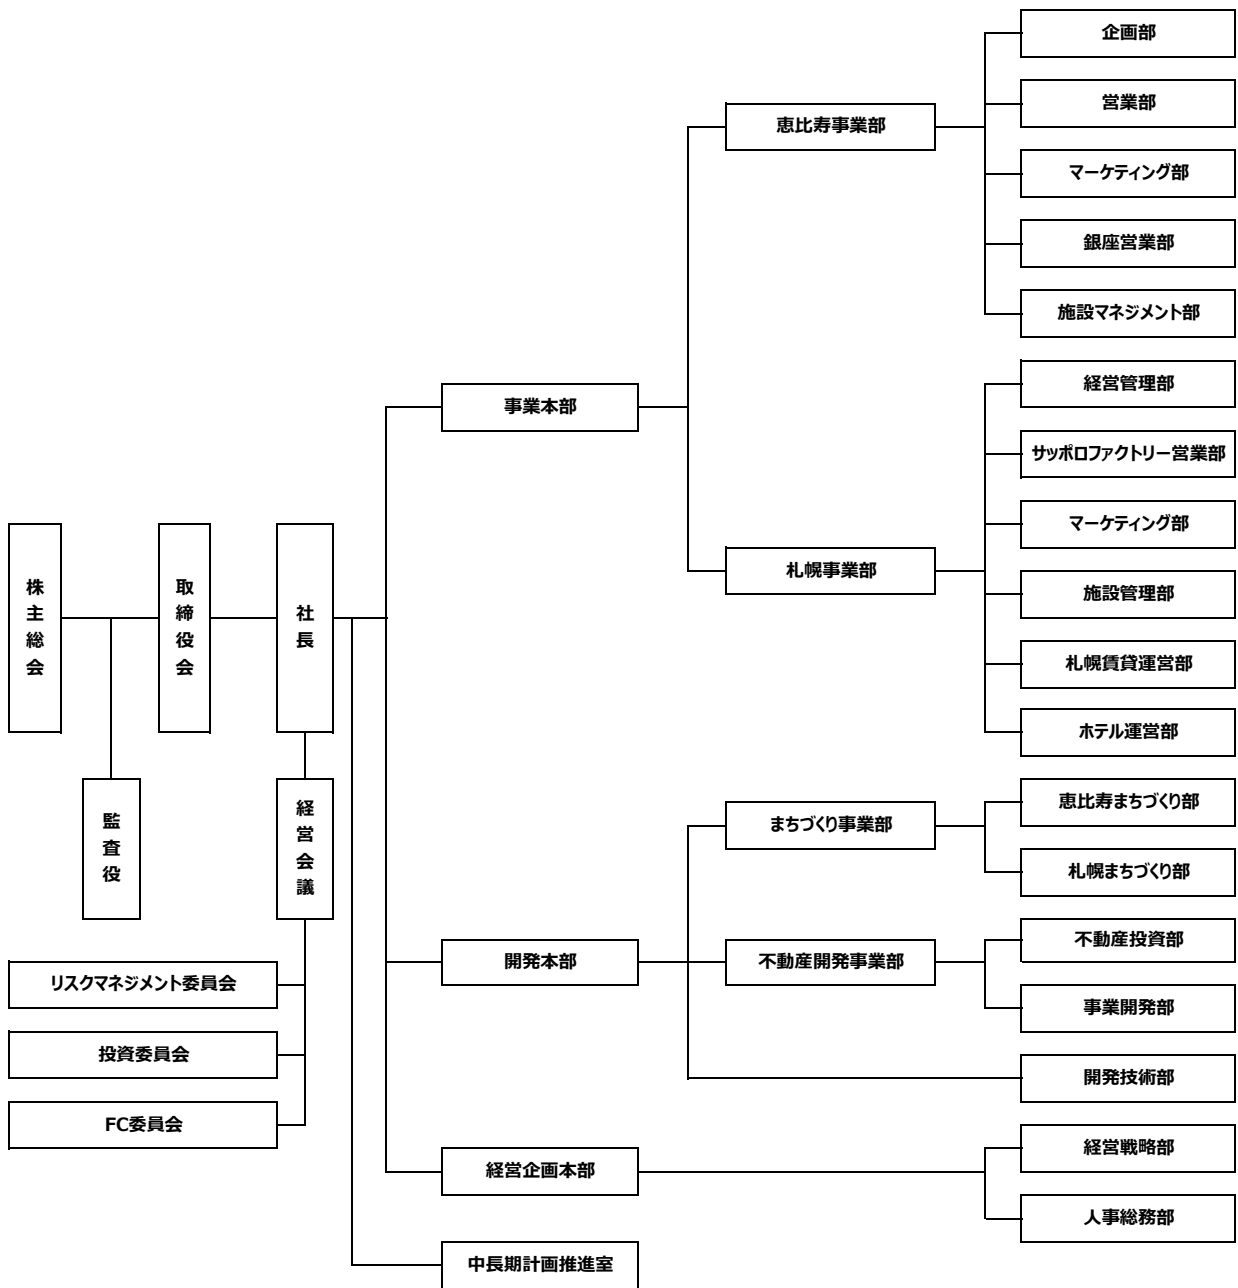 株主総会
取締役会
社長
監査役
経営会議
リスクマネジメント委員会
投資委員会
FC委員会
事業本部
恵比寿事業部
企画部
営業部
マーケティング部
銀座営業部
施設マネジメント部
札幌事業部
経営管理部
サッポロファクトリー営業部
マーケティング部
施設管理部
札幌賃貸運営部
ホテル運営部
開発本部
まちづくり事業部
恵比寿まちづくり部
札幌まちづくり部
不動産開発事業部
不動産投資部
事業開発部
開発技術部
経営企画本部
経営戦略部
人事総務部
中長期計画推進室